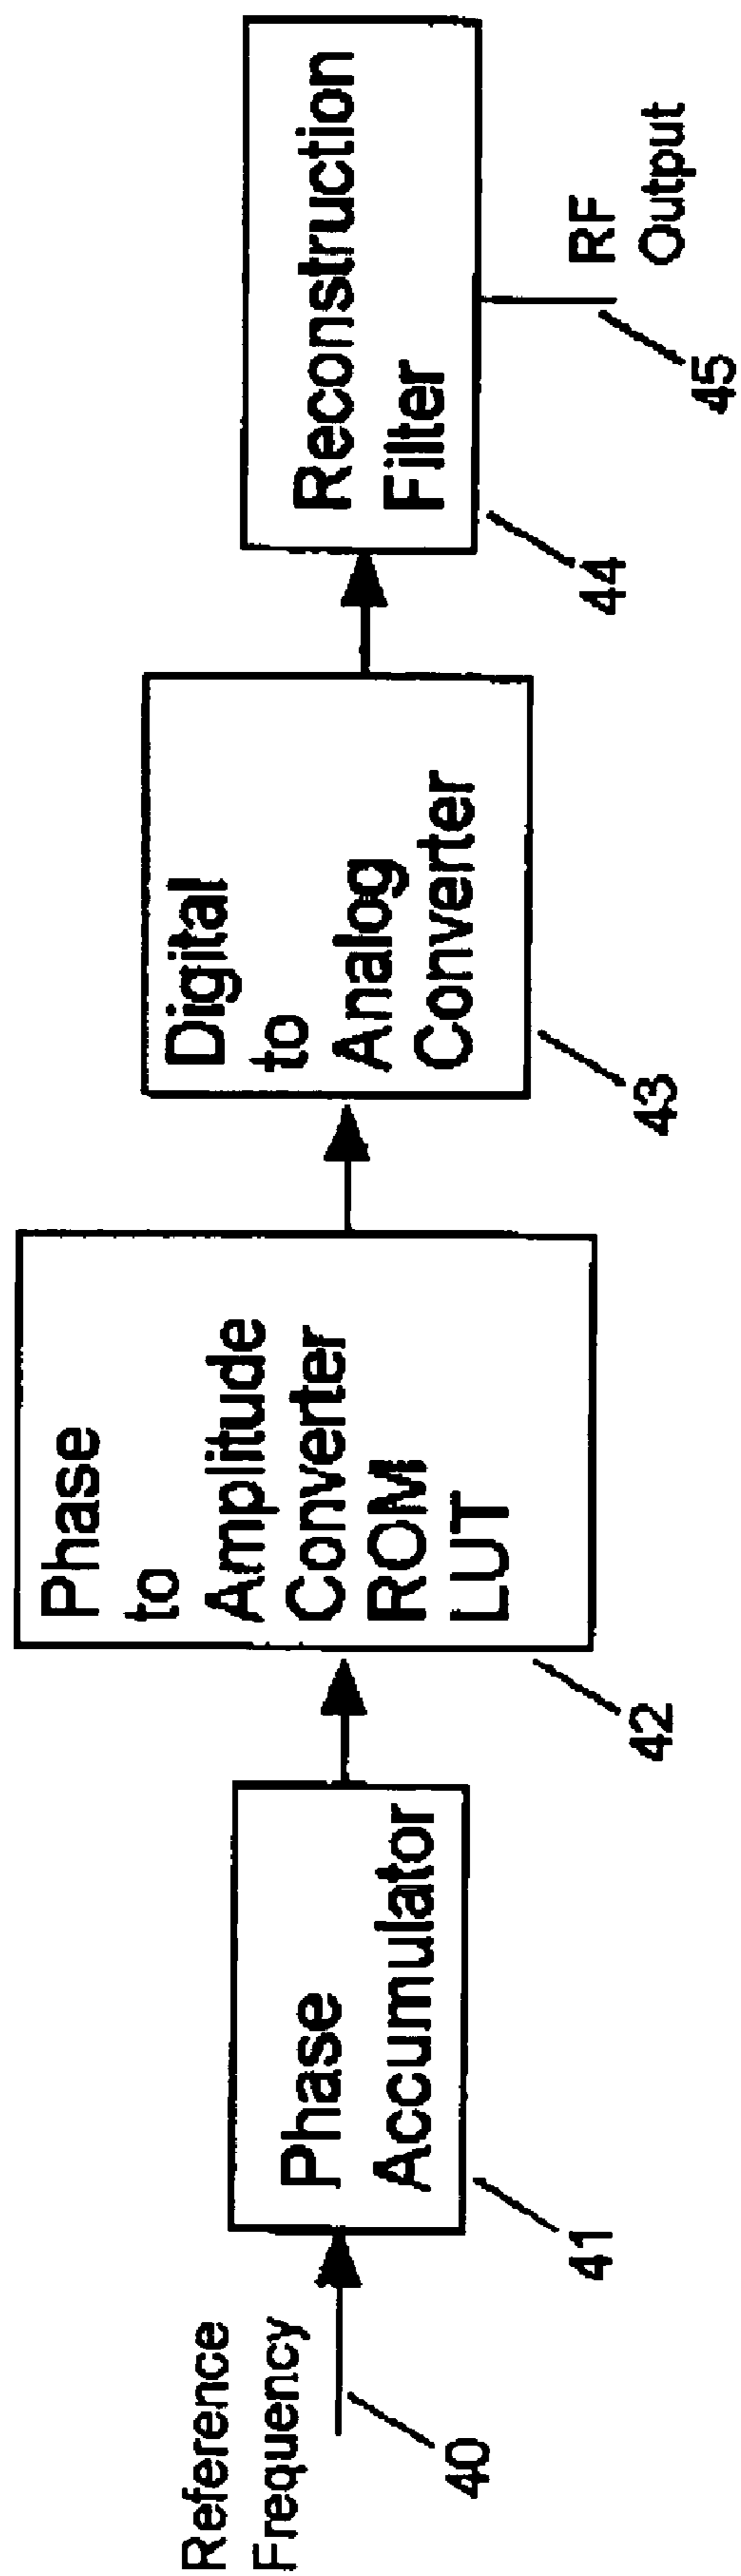 Reference
Frequency
40
Phase
Accumulator
41
Phase
to
Amplitude
Converter
ROM
LUT
42
Digital
to
Analog
Converter
43
Reconstruction
Filter
44
RF
Output
45